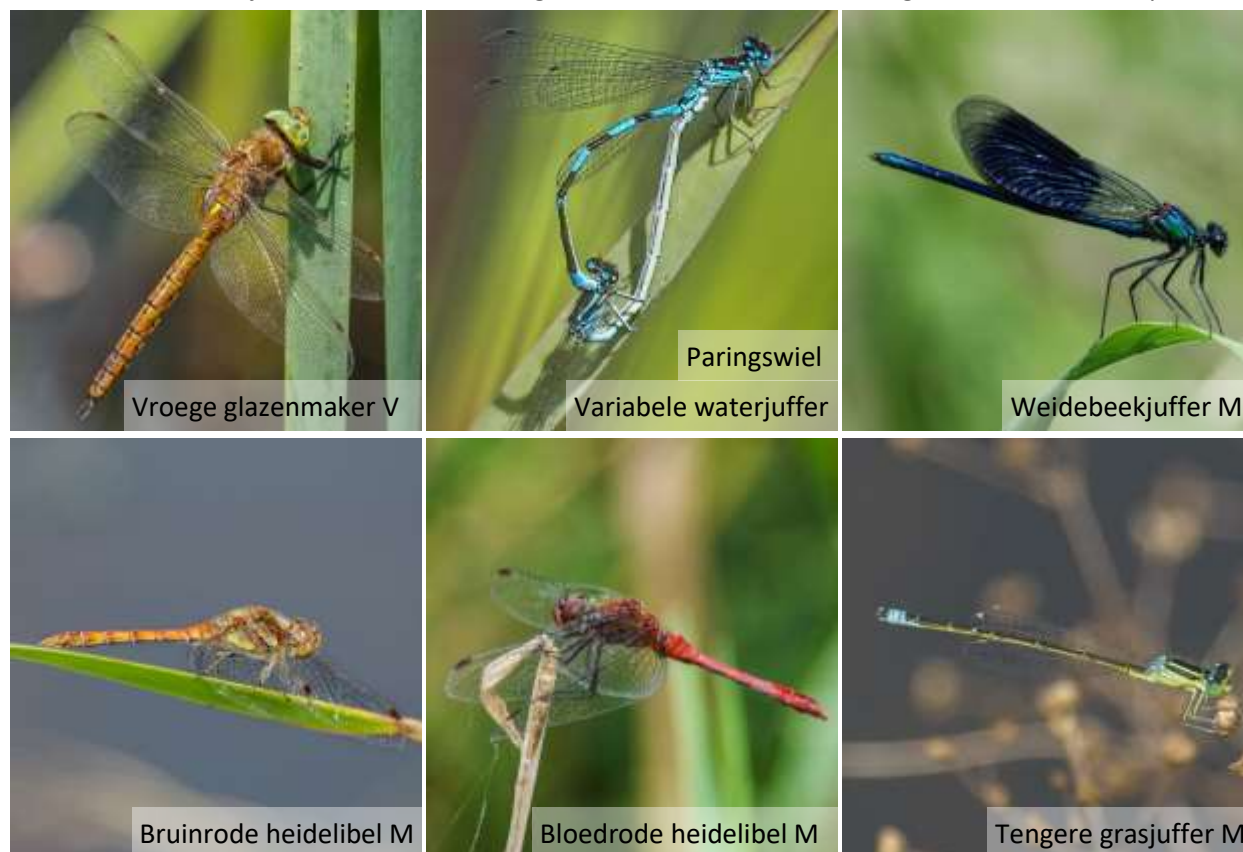 Vroege glazenmaker V
Paringswiel
Variabele waterjuffer
Weidebeekjuffer M
Bruinrode heidelibel M
Bloedrode heidelibel M
Tengere grasjuffer M